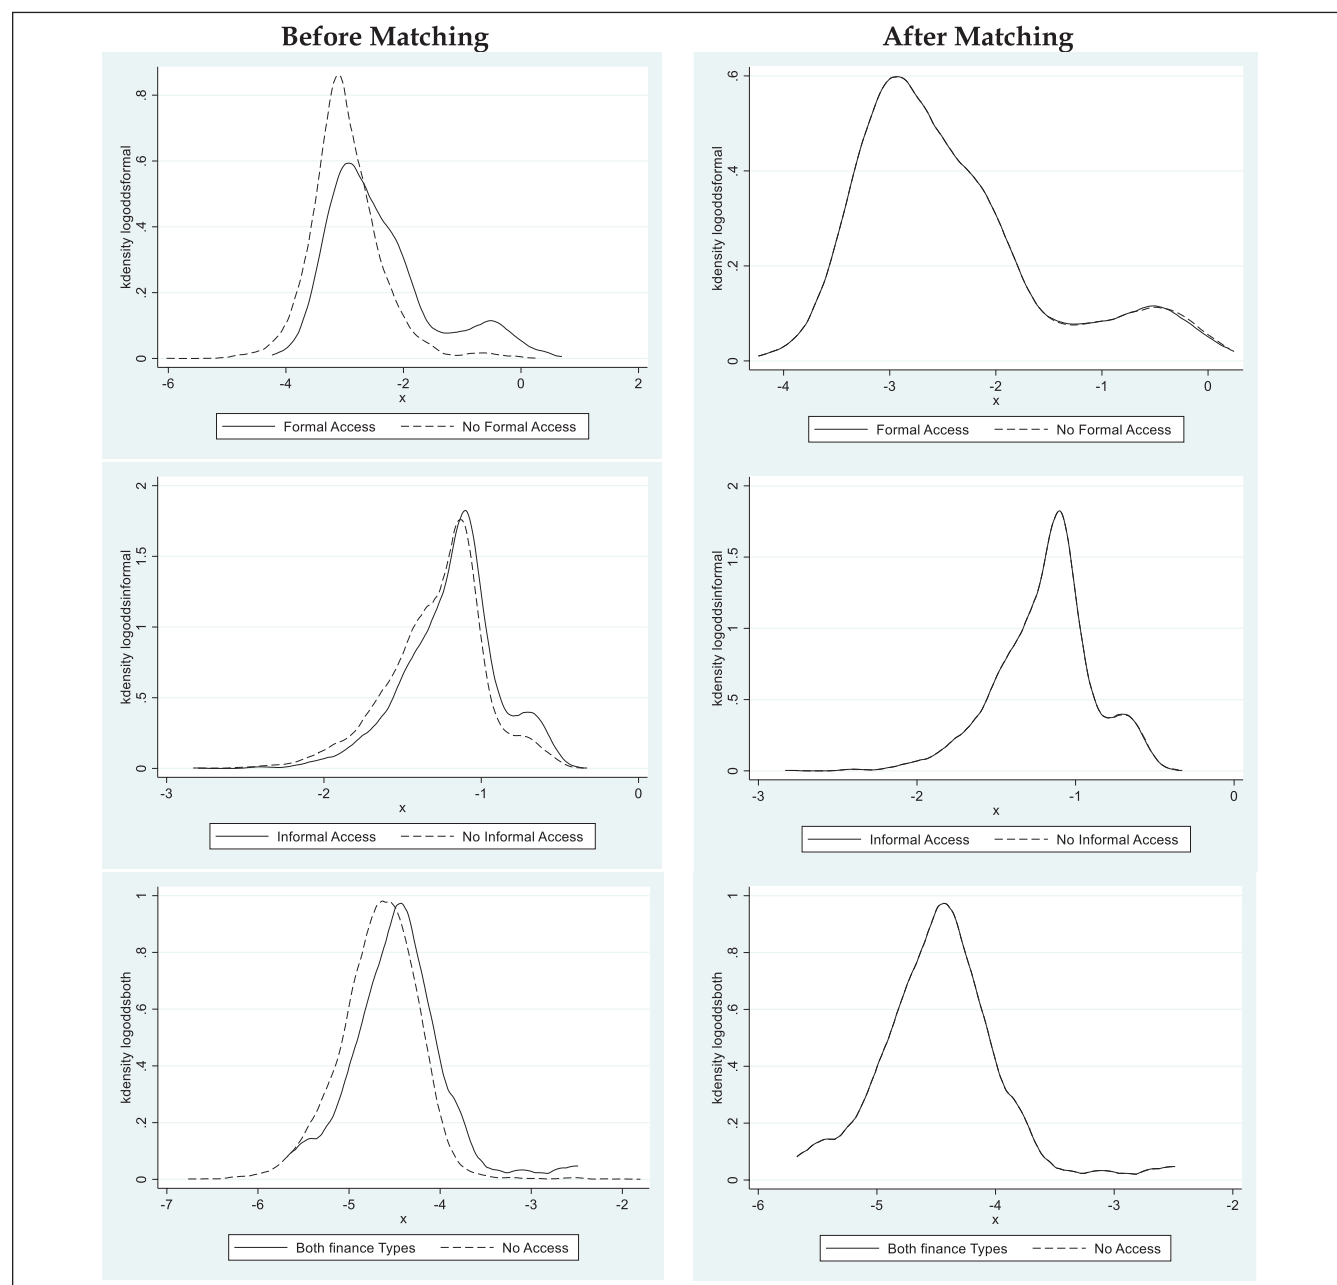 Before Matching
After Matching
kdensity logoddsformal
0 .2 .4 .6 .8
-6 -4 -2 0 2
x
Formal Access No Formal Access
kdensity logoddsformal
0 .2 .4 .6
-4 -3 -2 -1 0
x
Formal Access No Formal Access
kdensity logoddsinformal
0 .5 1 1.5 2
-3 -2 -1 0
x
Informal Access No Informal Access
kdensity logoddsinformal
0 .5 1 1.5 2
-3 -2 -1 0
x
Informal Access No Informal Access
kdensity logoddsboth
0 .2 .4 .6 .8 1
-7 -6 -5 -4 -3 -2
x
Both finance Types No Access
kdensity logoddsboth
0 .2 .4 .6 .8 1
-6 -5 -4 -3 -2
x
Both finance Types No Access